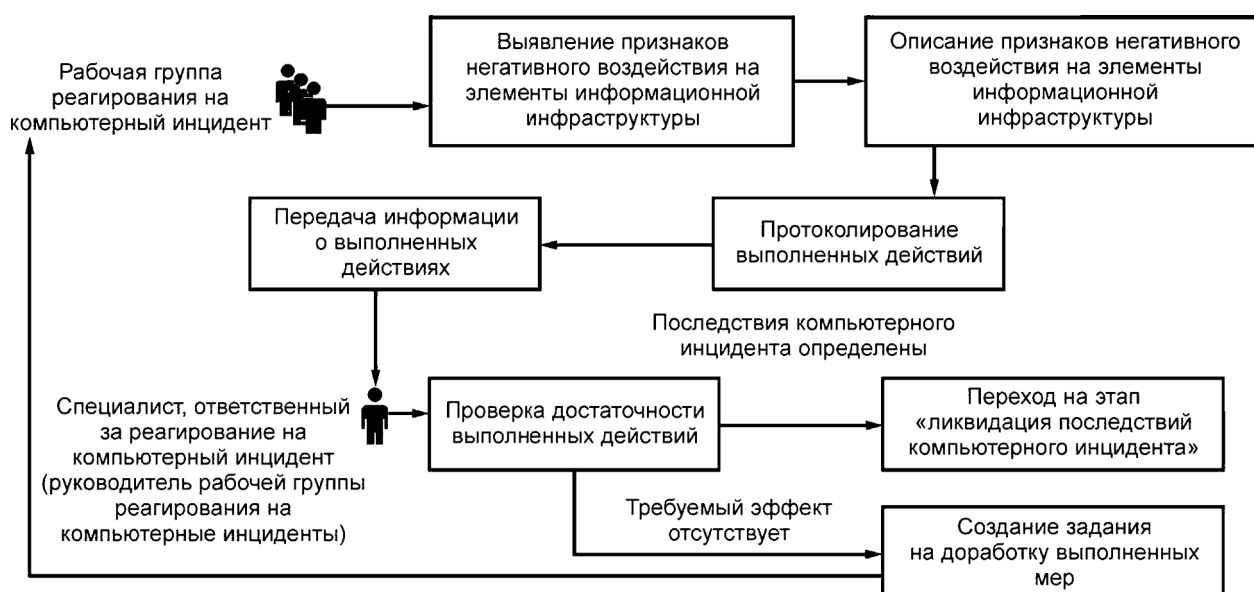 Рабочая группа
реагирования на
компьютерный инцидент
Выявление признаков
негативного воздействия на
элементы информационной
инфраструктуры
Описание признаков негативного
воздействия на элементы
информационной
инфраструктуры
Передача информации
о выполненных
действиях
Протоколирование
выполненных действий
Последствия компьютерного
инцидента определены
Специалист, ответственный
за реагирование на
компьютерный инцидент
(руководитель рабочей группы
реагирования на
компьютерные инциденты)
Проверка достаточности
выполненных действий
Переход на этап
«ликвидация последствий
компьютерного инцидента»
Требуемый эффект
отсутствует
Создание задания
на доработку выполненных
мер